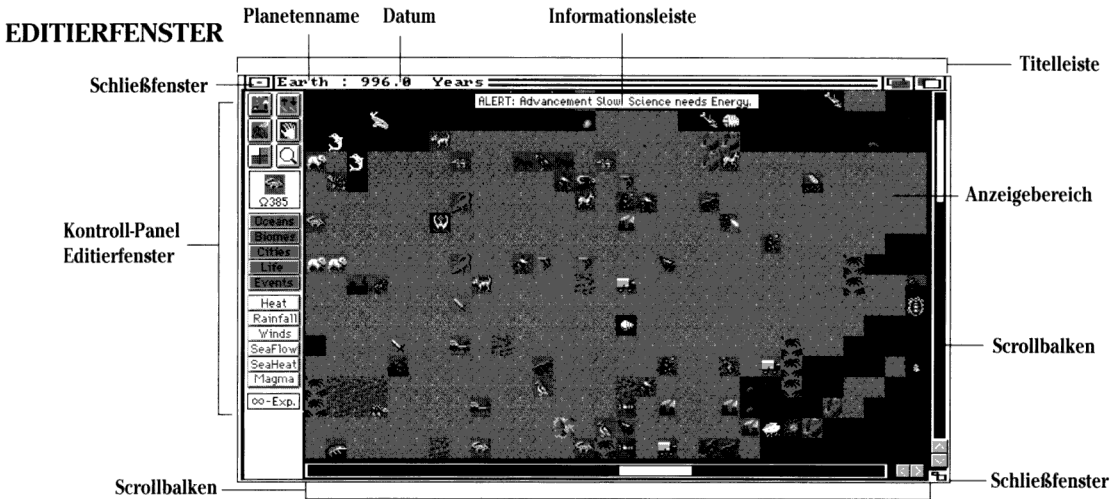 Planetenname Datum Informationsleiste
EDITIERFENSTER
Titelleiste
Schließfenster
Earth : 996.0 Years
ALERT: Advancement Slow. Science needs Energy.
Ω385
Anzeigebereich
Kontroll-Panel
Editierfenster
Oceans
Biomes
Cities
Life
Events
Heat
Rainfall
Winds
SeaFlow
SeaHeat
Magma
∞-Exp.
Scrollbalken
Scrollbalken
Schließfenster